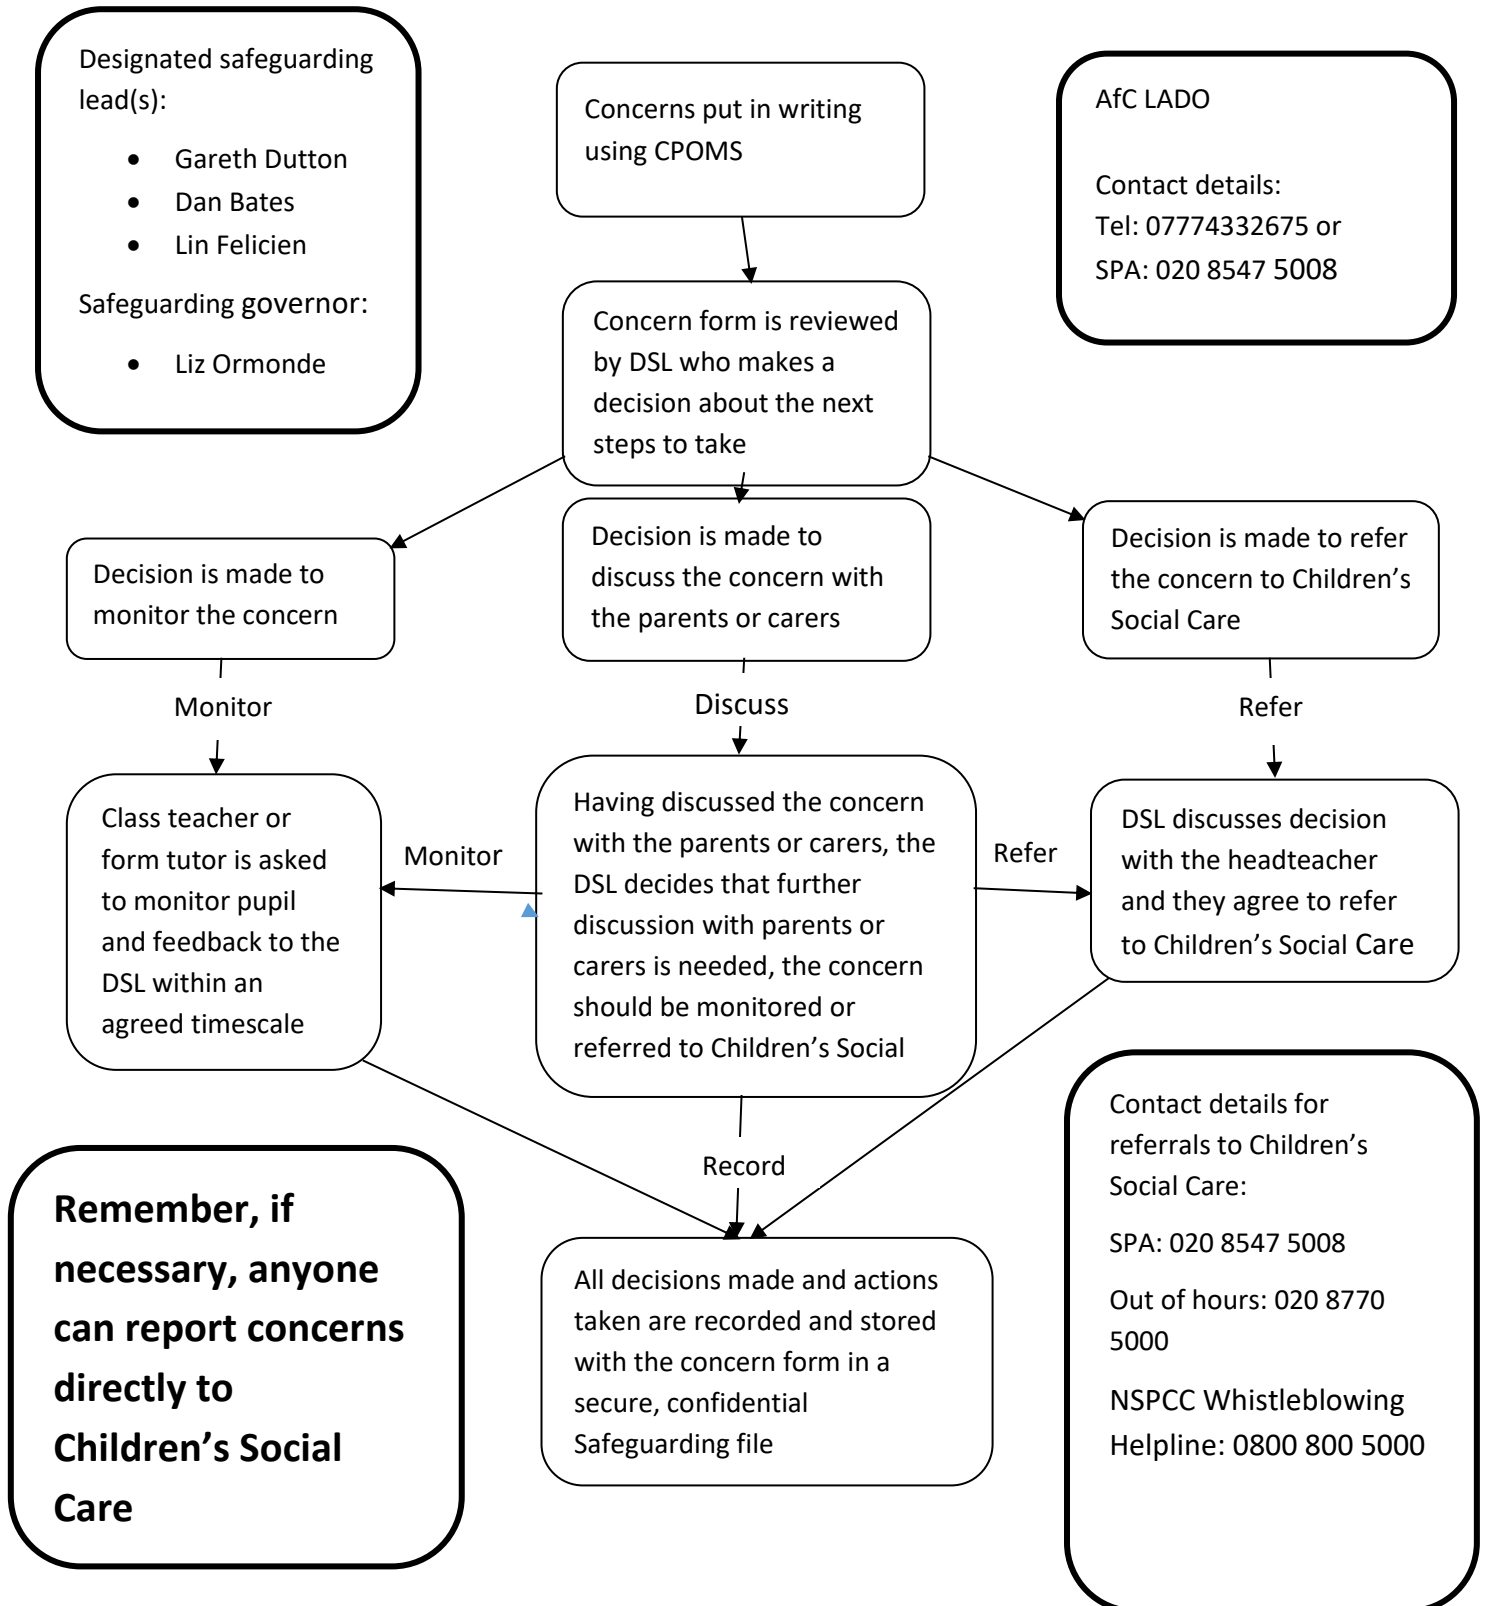 Designated safeguarding
lead(s):
• Gareth Dutton
• Dan Bates
• Lin Felicien
Safeguarding governor:
• Liz Ormonde
Concerns put in writing
using CPOMS
AfC LADO
Contact details:
Tel: 07774332675 or
SPA: 020 8547 5008
Concern form is reviewed
by DSL who makes a
decision about the next
steps to take
Decision is made to
monitor the concern
Decision is made to
discuss the concern with
the parents or carers
Decision is made to refer
the concern to Children’s
Social Care
Monitor
Discuss
Refer
Class teacher or
form tutor is asked
to monitor pupil
and feedback to the
DSL within an
agreed timescale
Monitor
Having discussed the concern
with the parents or carers, the
DSL decides that further
discussion with parents or
carers is needed, the concern
should be monitored or
referred to Children’s Social
Refer
DSL discusses decision
with the headteacher
and they agree to refer
to Children’s Social Care
Record
Remember, if
necessary, anyone
can report concerns
directly to
Children’s Social
Care
All decisions made and actions
taken are recorded and stored
with the concern form in a
secure, confidential
Safeguarding file
Contact details for
referrals to Children’s
Social Care:
SPA: 020 8547 5008
Out of hours: 020 8770
5000
NSPCC Whistleblowing
Helpline: 0800 800 5000